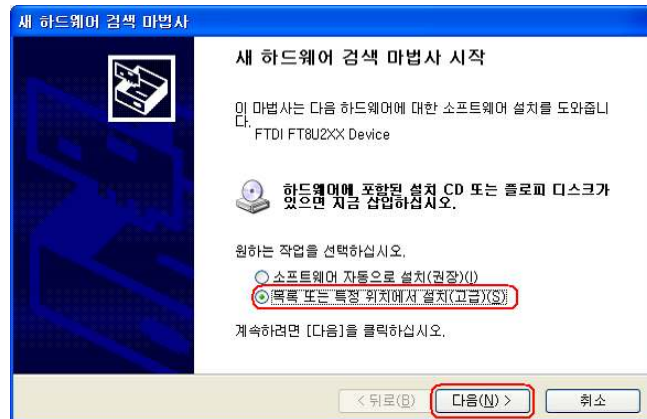 새 하드웨어 검색 마법사
새 하드웨어 검색 마법사 시작
이 마법사는 다음 하드웨어에 대한 소프트웨어 설치를 도와줍니
다.
FTDI FT8U2XX Device
하드웨어에 포함된 설치 CD 또는 플로피 디스크가
있으면 지금 삽입하십시오.
원하는 작업을 선택하십시오.
소프트웨어 자동으로 설치(권장)(I)
목록 또는 특정 위치에서 설치(고급)(S)
계속하려면 [다음]을 클릭하십시오.
< 뒤로(B) 다음(N) > 취소